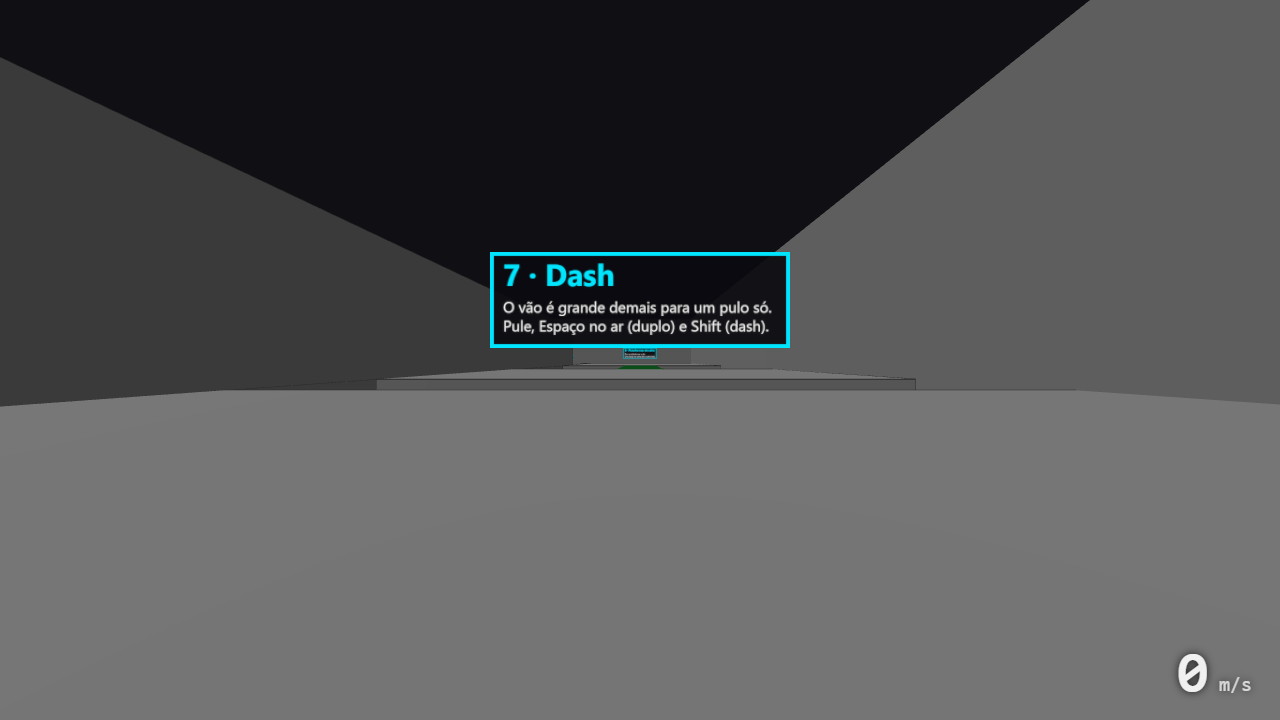 7 · Dash
O vão é grande demais para um pulo só.
Pule, Espaço no ar (duplo) e Shift (dash).
0 m/s